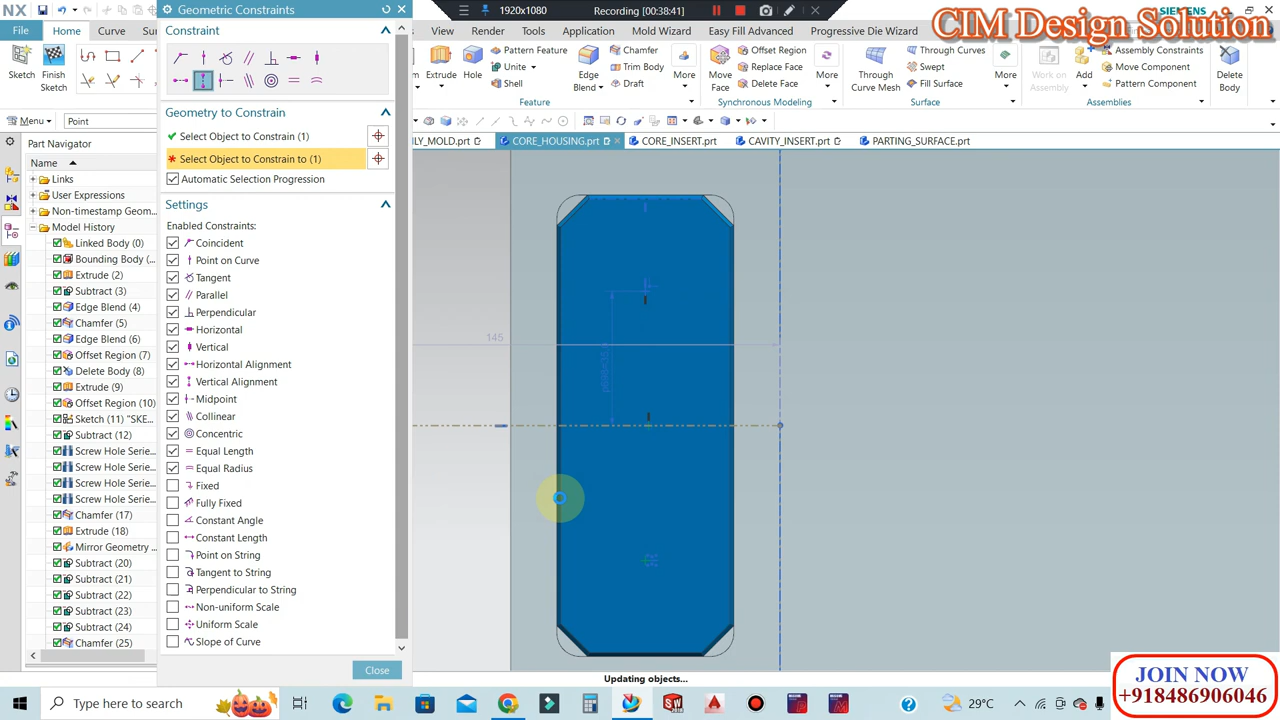 NX
Geometric Constraints
1920x1080
Recording [00:38:41]
SIEMENS
CIM Design Solution
File
Home
Curve
View
Render
Tools
Application
Mold Wizard
Easy Fill Advanced
Progressive Die Wizard
Constraint
Sketch
Finish
Sketch
Extrude
Hole
Pattern Feature
Unite
Shell
Edge
Blend
Chamfer
Trim Body
Draft
More
Move
Face
Offset Region
Replace Face
Delete Face
More
Through
Curve Mesh
Through Curves
Swept
Fill Surface
More
Work on
Assembly
Add
Assembly Constraints
Move Component
Pattern Component
Delete
Body
Feature
Synchronous Modeling
Surface
Assemblies
Menu
Point
Geometry to Constrain
Select Object to Constrain (1)
Select Object to Constrain to (1)
Automatic Selection Progression
LY_MOLD.prt
CORE_HOUSING.prt
CORE_INSERT.prt
CAVITY_INSERT.prt
PARTING_SURFACE.prt
Part Navigator
Name
Links
User Expressions
Non-timestamp Geom...
Model History
Linked Body (0)
Bounding Body (...
Extrude (2)
Subtract (3)
Edge Blend (4)
Chamfer (5)
Edge Blend (6)
Offset Region (7)
Delete Body (8)
Extrude (9)
Offset Region (10)
Sketch (11) "SKE...
Subtract (12)
Screw Hole Serie...
Screw Hole Serie...
Screw Hole Serie...
Screw Hole Serie...
Chamfer (17)
Extrude (18)
Mirror Geometry ...
Subtract (20)
Subtract (21)
Subtract (22)
Subtract (23)
Subtract (24)
Chamfer (25)
Settings
Enabled Constraints:
Coincident
Point on Curve
Tangent
Parallel
Perpendicular
Horizontal
Vertical
Horizontal Alignment
Vertical Alignment
Midpoint
Collinear
Concentric
Equal Length
Equal Radius
Fixed
Fully Fixed
Constant Angle
Constant Length
Point on String
Tangent to String
Perpendicular to String
Non-uniform Scale
Uniform Scale
Slope of Curve
Close
145
Updating objects...
JOIN NOW
+918486906046
Type here to search
29°C